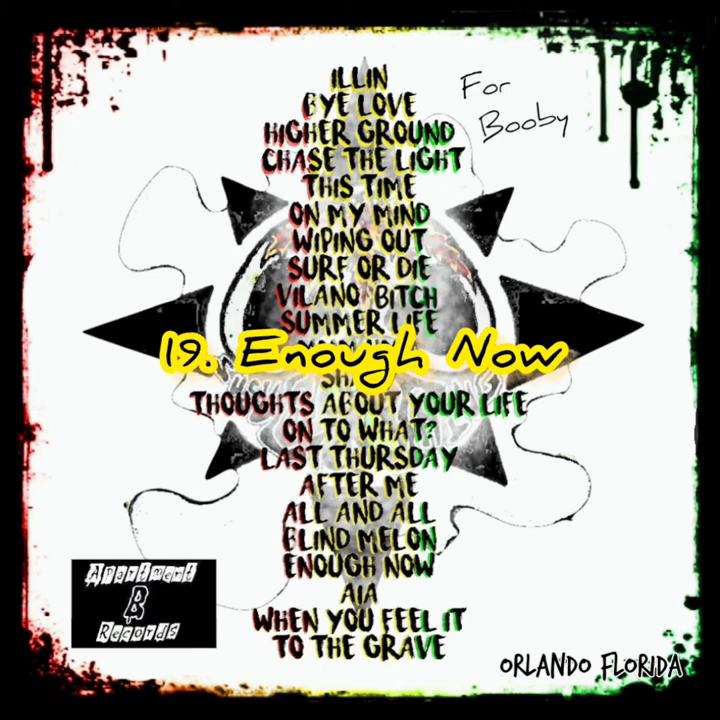 ILLIN
BYE LOVE
HIGHER GROUND
CHASE THE LIGHT
THIS TIME
ON MY MIND
WIPING OUT
SURF OR DIE
VILANO BITCH
SUMMER LIFE
THOUGHTS ABOUT YOUR LIFE
ON TO WHAT?
LAST THURSDAY
AFTER ME
ALL AND ALL
BLIND MELON
ENOUGH NOW
AIA
WHEN YOU FEEL IT
TO THE GRAVE
For
Booby
19. Enough Now
Apartment
B
Records
ORLANDO FLORIDA